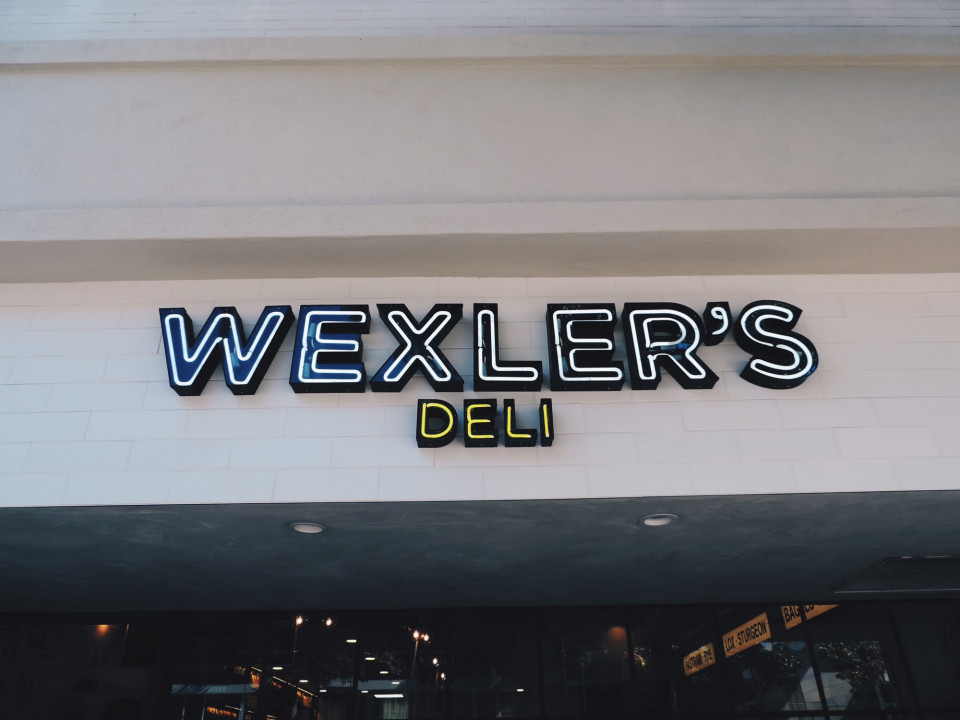 WEXLER'S
DELI
LOX · STURGEON